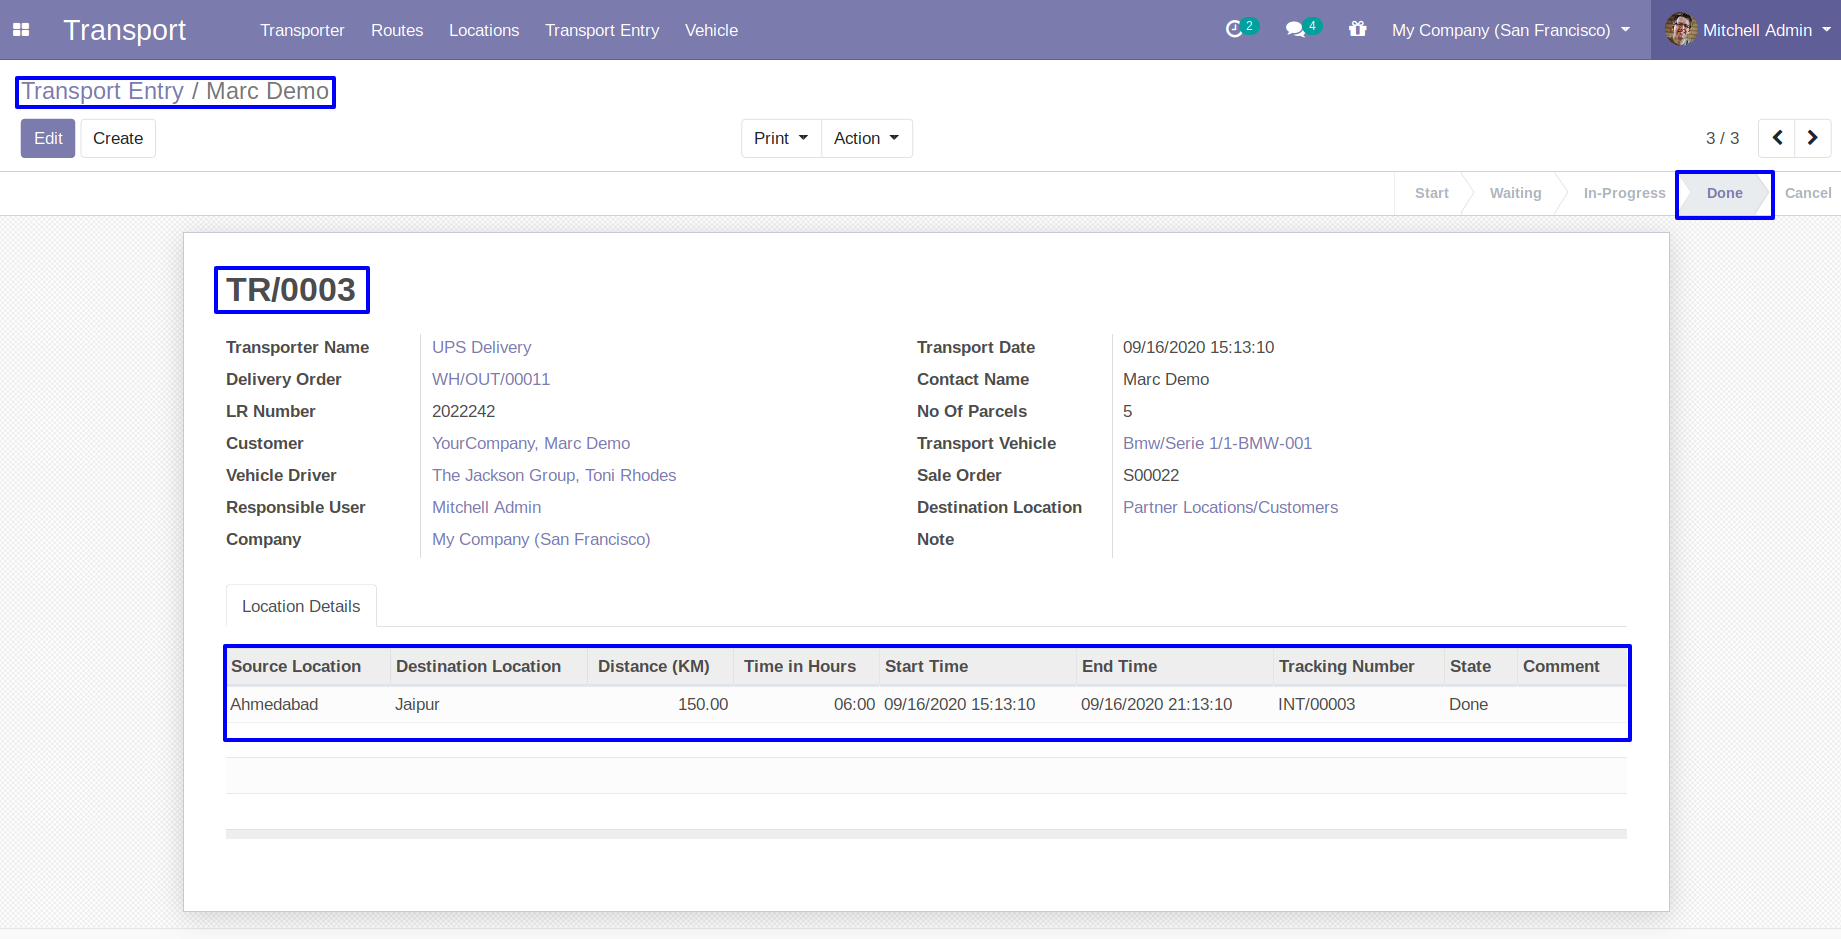 Transport Transporter Routes Locations Transport Entry Vehicle 2 4 My Company (San Francisco) Mitchell Admin
Transport Entry / Marc Demo
Edit Create Print Action 3 / 3
Start Waiting In-Progress Done Cancel
TR/0003
Transporter Name UPS Delivery Transport Date 09/16/2020 15:13:10
Delivery Order WH/OUT/00011 Contact Name Marc Demo
LR Number 2022242 No Of Parcels 5
Customer YourCompany, Marc Demo Transport Vehicle Bmw/Serie 1/1-BMW-001
Vehicle Driver The Jackson Group, Toni Rhodes Sale Order S00022
Responsible User Mitchell Admin Destination Location Partner Locations/Customers
Company My Company (San Francisco) Note
Location Details
Source Location Destination Location Distance (KM) Time in Hours Start Time End Time Tracking Number State Comment
Ahmedabad Jaipur 150.00 06:00 09/16/2020 15:13:10 09/16/2020 21:13:10 INT/00003 Done